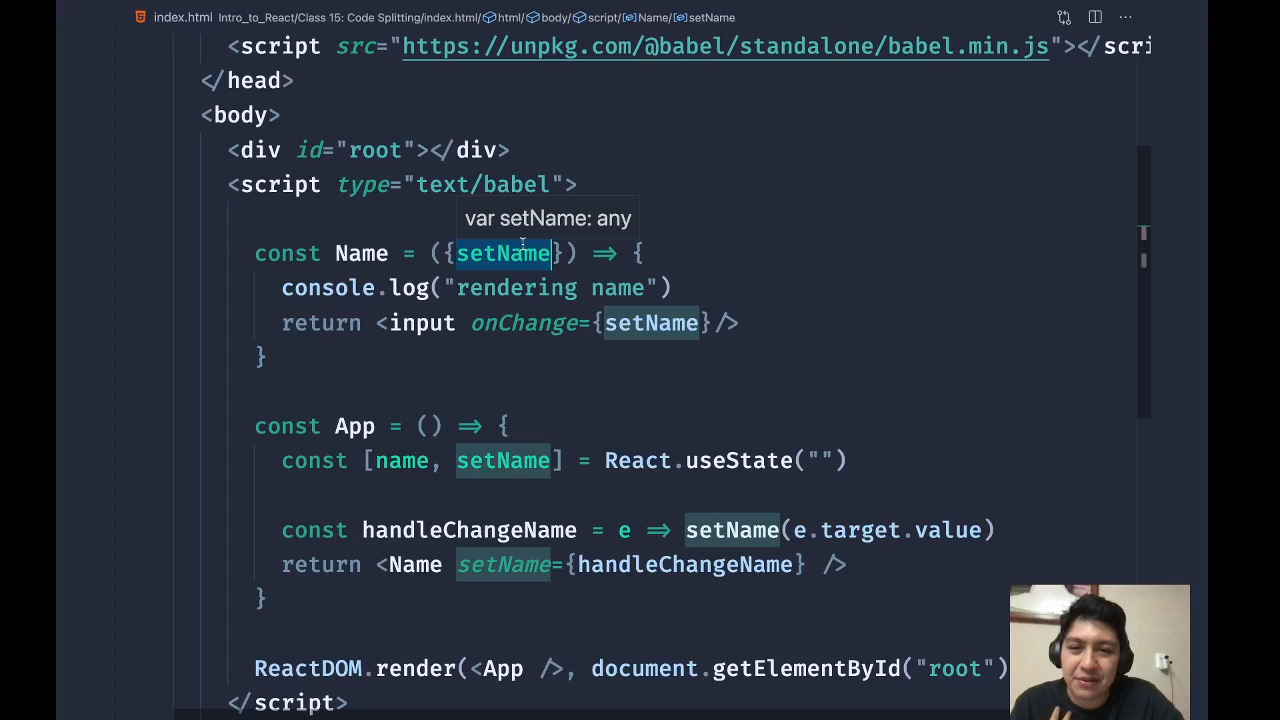 index.html Intro_to_React/Class 15: Code Splitting/index.html/html/body/script/Name/setName
<script src="https://unpkg.com/@babel/standalone/babel.min.js"></scri
</head>
<body>
<div id="root"></div>
<script type="text/babel">
var setName: any
const Name = ({setName}) => {
console.log("rendering name")
return <input onChange={setName}/>
}
const App = () => {
const [name, setName] = React.useState("")
const handleChangeName = e => setName(e.target.value)
return <Name setName={handleChangeName} />
}
ReactDOM.render(<App />, document.getElementById("root")
</script>